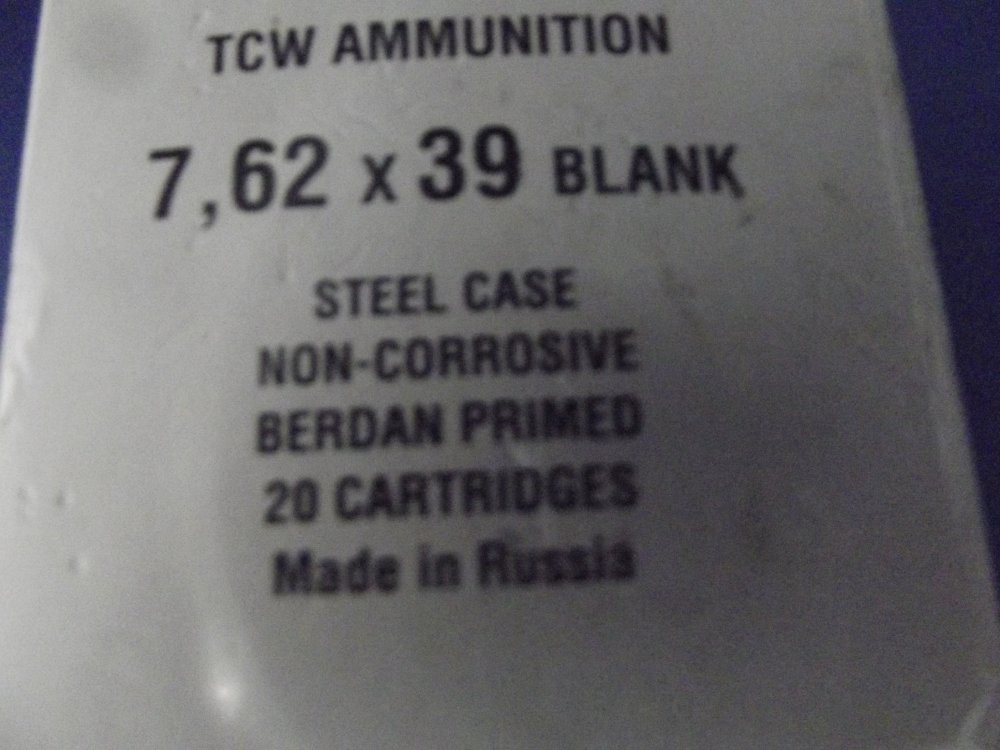 TCW AMMUNITION
7,62 x 39 BLANK
STEEL CASE
NON-CORROSIVE
BERDAN PRIMED
20 CARTRIDGES
Made in Russia